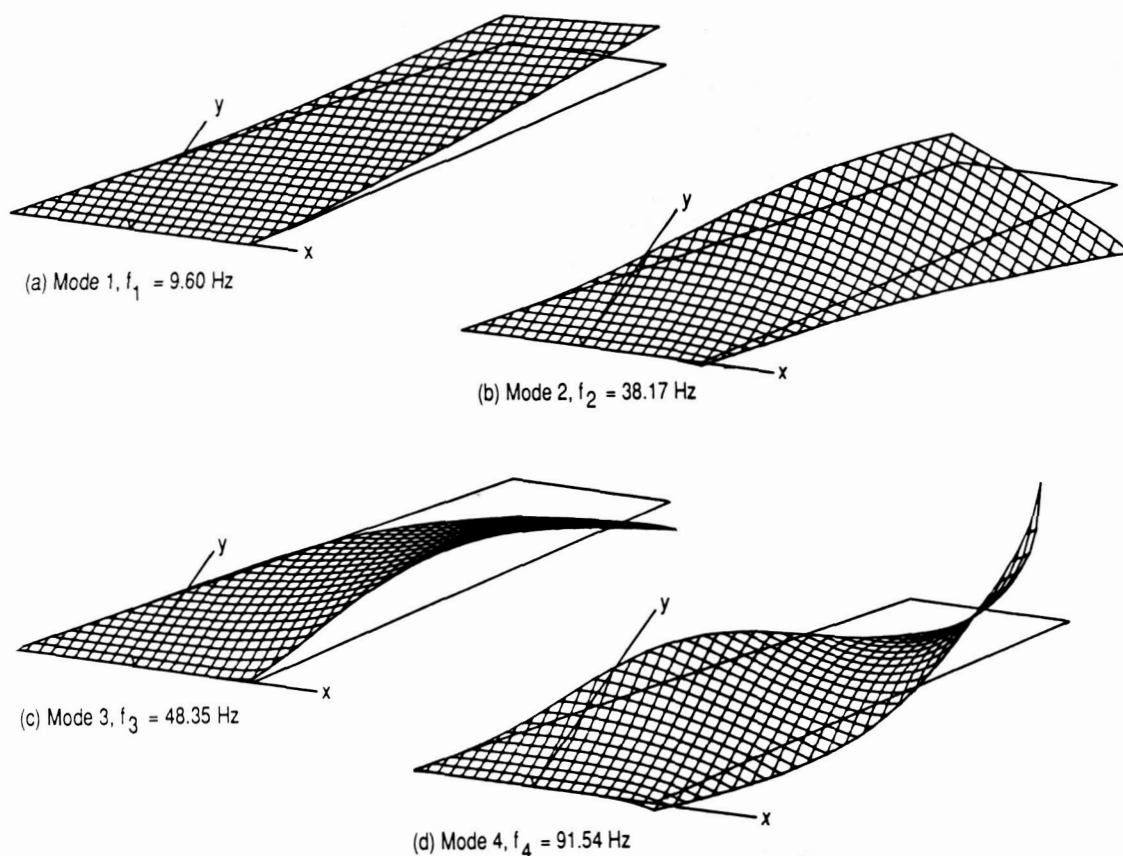 y
x
(a) Mode 1, f1 = 9.60 Hz
y
x
(b) Mode 2, f2 = 38.17 Hz
y
x
(c) Mode 3, f3 = 48.35 Hz
y
x
(d) Mode 4, f4 = 91.54 Hz